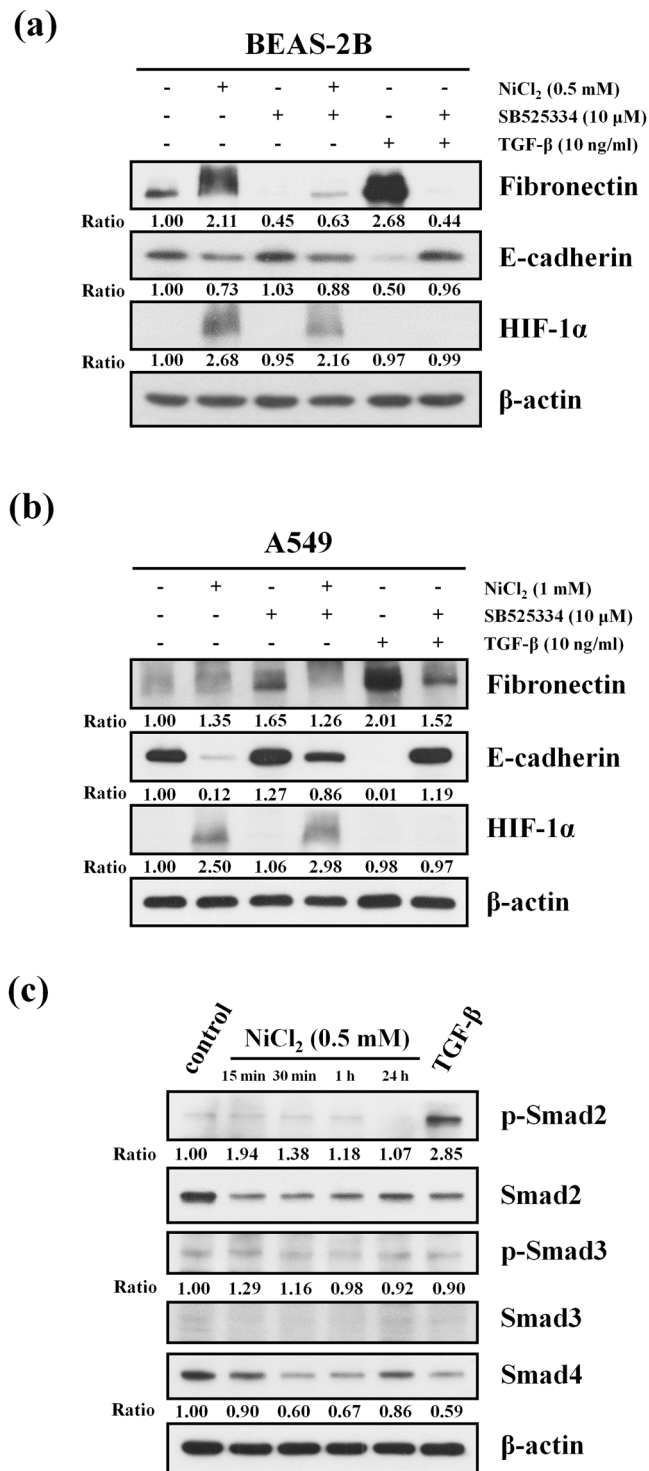 (a)
BEAS-2B
- + - + - - NiCl₂ (0.5 mM)
- - + + - + SB525334 (10 μM)
- - - - + + TGF-β (10 ng/ml)
Fibronectin
Ratio 1.00 2.11 0.45 0.63 2.68 0.44
E-cadherin
Ratio 1.00 0.73 1.03 0.88 0.50 0.96
HIF-1α
Ratio 1.00 2.68 0.95 2.16 0.97 0.99
β-actin
(b)
A549
- + - + - - NiCl₂ (1 mM)
- - + + - + SB525334 (10 μM)
- - - - + + TGF-β (10 ng/ml)
Fibronectin
Ratio 1.00 1.35 1.65 1.26 2.01 1.52
E-cadherin
Ratio 1.00 0.12 1.27 0.86 0.01 1.19
HIF-1α
Ratio 1.00 2.50 1.06 2.98 0.98 0.97
β-actin
(c)
control NiCl₂ (0.5 mM) TGF-β
15 min 30 min 1 h 24 h
p-Smad2
Ratio 1.00 1.94 1.38 1.18 1.07 2.85
Smad2
p-Smad3
Ratio 1.00 1.29 1.16 0.98 0.92 0.90
Smad3
Smad4
Ratio 1.00 0.90 0.60 0.67 0.86 0.59
β-actin